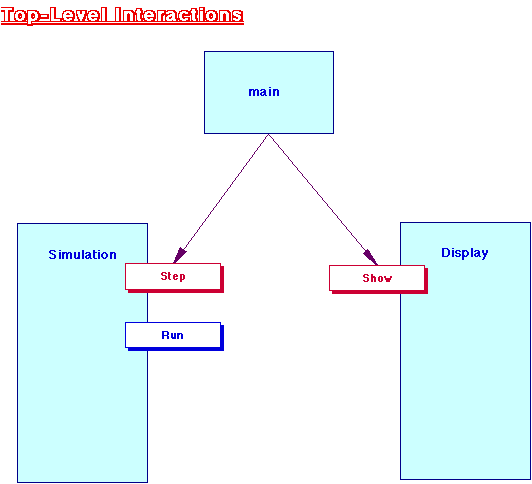 Top-Level Interactions
main
Simulation
Display
Step
Show
Run